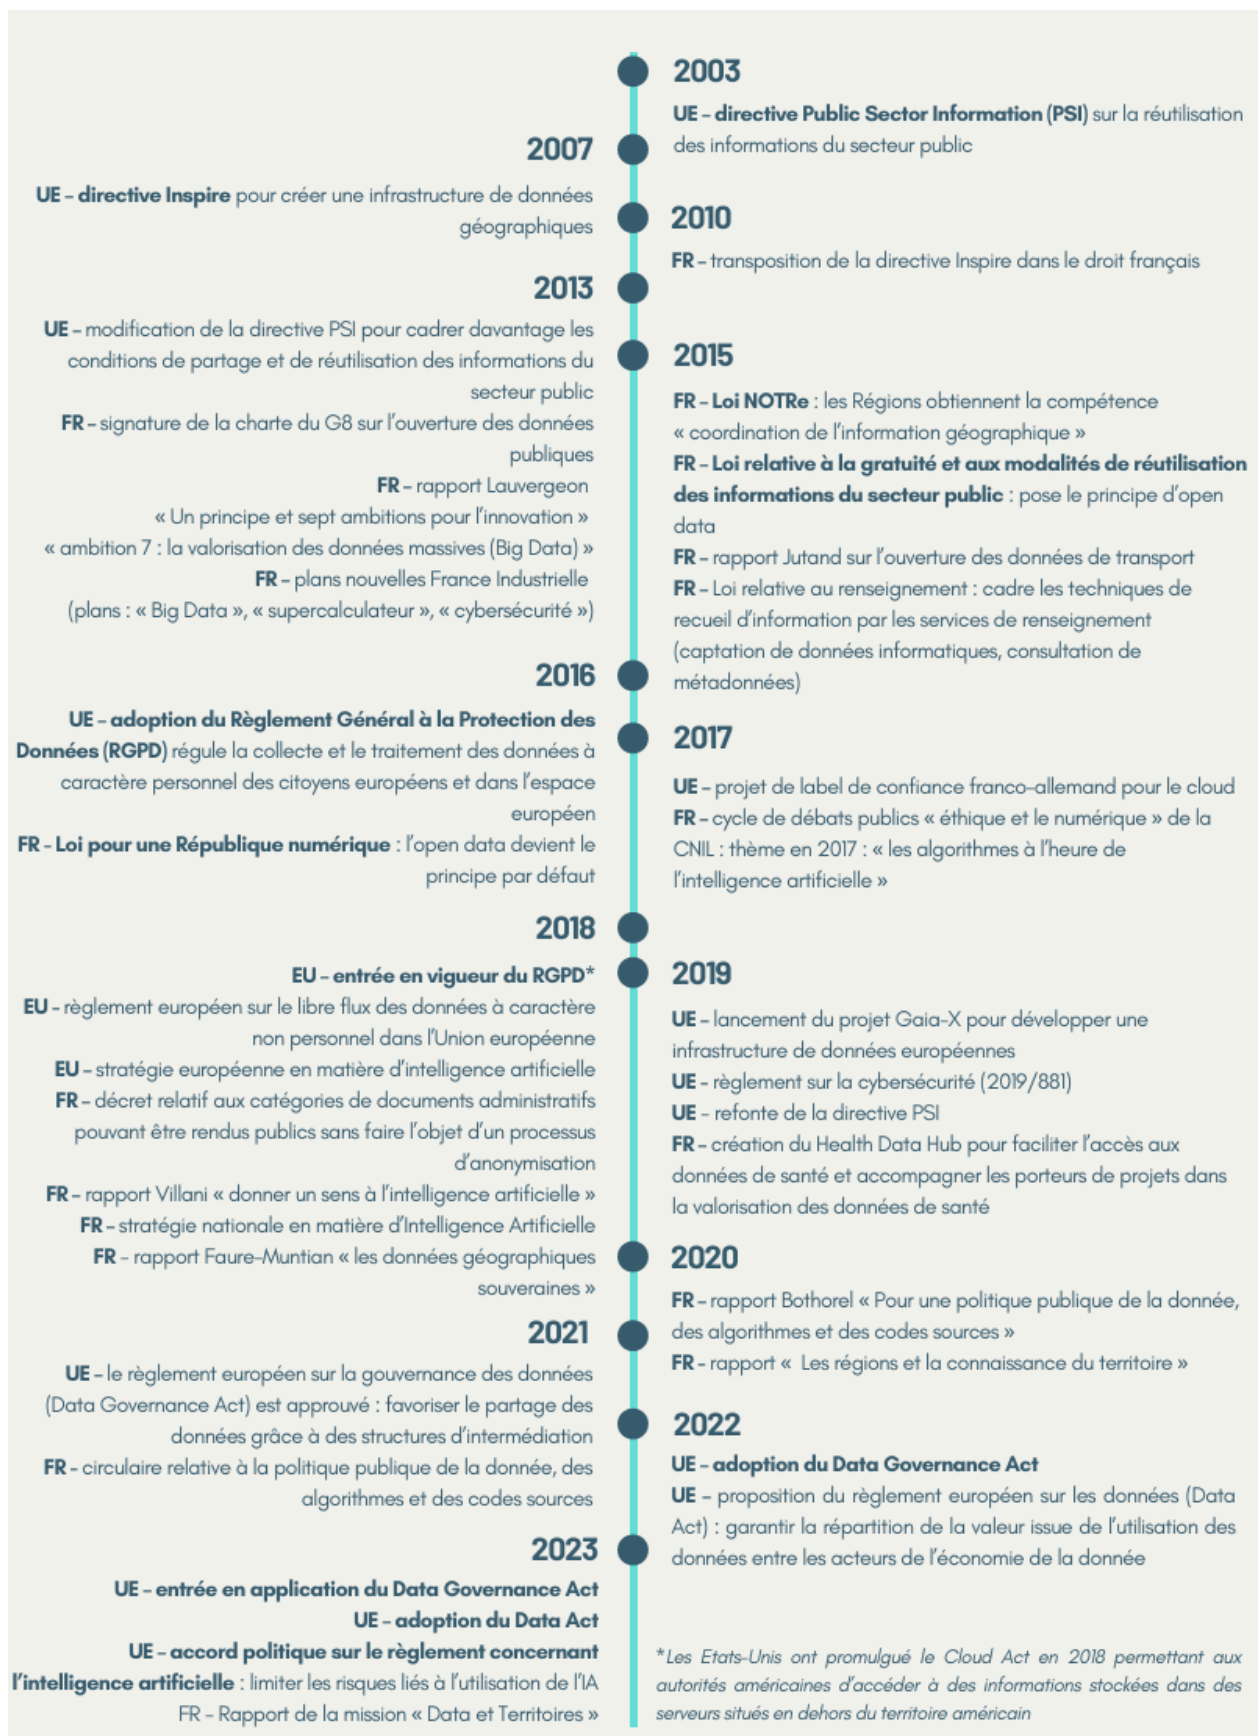 2003
UE – directive Public Sector Information (PSI) sur la réutilisation
des informations du secteur public
2007
UE – directive Inspire pour créer une infrastructure de données
géographiques
2010
FR – transposition de la directive Inspire dans le droit français
2013
UE – modification de la directive PSI pour cadrer davantage les
conditions de partage et de réutilisation des informations du
secteur public
FR – signature de la charte du G8 sur l'ouverture des données
publiques
FR – rapport Lauvergeon
« Un principe et sept ambitions pour l'innovation »
« ambition 7 : la valorisation des données massives (Big Data) »
FR – plans nouvelles France Industrielle
(plans : « Big Data », « supercalculateur », « cybersécurité »)
2015
FR – Loi NOTRe : les Régions obtiennent la compétence
« coordination de l'information géographique »
FR – Loi relative à la gratuité et aux modalités de réutilisation
des informations du secteur public : pose le principe d'open
data
FR – rapport Jutand sur l'ouverture des données de transport
FR – Loi relative au renseignement : cadre les techniques de
recueil d'information par les services de renseignement
(captation de données informatiques, consultation de
métadonnées)
2016
UE – adoption du Règlement Général à la Protection des
Données (RGPD) régule la collecte et le traitement des données à
caractère personnel des citoyens européens et dans l'espace
européen
FR – Loi pour une République numérique : l'open data devient le
principe par défaut
2017
UE – projet de label de confiance franco-allemand pour le cloud
FR – cycle de débats publics « éthique et le numérique » de la
CNIL : thème en 2017 : « les algorithmes à l'heure de
l'intelligence artificielle »
2018
EU – entrée en vigueur du RGPD*
EU – règlement européen sur le libre flux des données à caractère
non personnel dans l'Union européenne
EU – stratégie européenne en matière d'intelligence artificielle
FR – décret relatif aux catégories de documents administratifs
pouvant être rendus publics sans faire l'objet d'un processus
d'anonymisation
FR – rapport Villani « donner un sens à l'intelligence artificielle »
FR – stratégie nationale en matière d'Intelligence Artificielle
FR – rapport Faure-Muntian « les données géographiques
souveraines »
2019
UE – lancement du projet Gaia-X pour développer une
infrastructure de données européennes
UE – règlement sur la cybersécurité (2019/881)
UE – refonte de la directive PSI
FR – création du Health Data Hub pour faciliter l'accès aux
données de santé et accompagner les porteurs de projets dans
la valorisation des données de santé
2020
FR – rapport Bothorel « Pour une politique publique de la donnée,
des algorithmes et des codes sources »
FR – rapport « Les régions et la connaissance du territoire »
2021
UE – le règlement européen sur la gouvernance des données
(Data Governance Act) est approuvé : favoriser le partage des
données grâce à des structures d'intermédiation
FR – circulaire relative à la politique publique de la donnée, des
algorithmes et des codes sources
2022
UE – adoption du Data Governance Act
UE – proposition du règlement européen sur les données (Data
Act) : garantir la répartition de la valeur issue de l'utilisation des
données entre les acteurs de l'économie de la donnée
2023
UE – entrée en application du Data Governance Act
UE – adoption du Data Act
UE – accord politique sur le règlement concernant
l'intelligence artificielle : limiter les risques liés à l'utilisation de l'IA
FR – Rapport de la mission « Data et Territoires »
*Les Etats-Unis ont promulgué le Cloud Act en 2018 permettant aux
autorités américaines d'accéder à des informations stockées dans des
serveurs situés en dehors du territoire américain